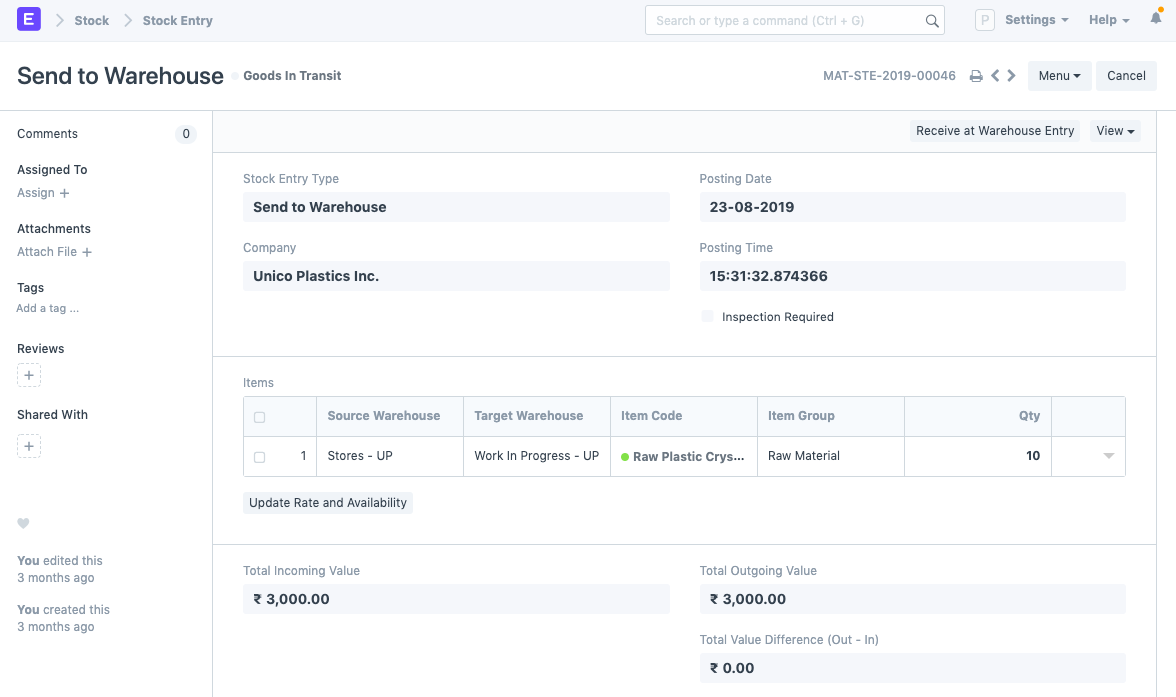 E Stock Stock Entry Search or type a command (Ctrl + G) P Settings Help
Send to Warehouse Goods In Transit MAT-STE-2019-00046 Menu Cancel
Comments 0
Assigned To
Assign +
Attachments
Attach File +
Tags
Add a tag ...
Reviews
+
Shared With
+
You edited this
3 months ago
You created this
3 months ago
Receive at Warehouse Entry View
Stock Entry Type
Send to Warehouse
Company
Unico Plastics Inc.
Posting Date
23-08-2019
Posting Time
15:31:32.874366
Inspection Required
Items
Source Warehouse Target Warehouse Item Code Item Group Qty
1 Stores - UP Work In Progress - UP Raw Plastic Crys... Raw Material 10
Update Rate and Availability
Total Incoming Value
₹ 3,000.00
Total Outgoing Value
₹ 3,000.00
Total Value Difference (Out - In)
₹ 0.00